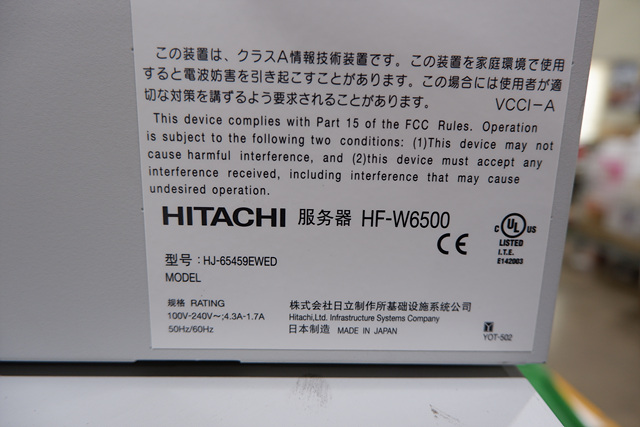 この装置は、クラスA情報技術装置です。この装置を家庭環境で使用
すると電波妨害を引き起こすことがあります。この場合には使用者が適
切な対策を講ずるよう要求されることがあります。 VCCI-A
This device complies with Part 15 of the FCC Rules. Operation
is subject to the following two conditions: (1)This device may not
cause harmful interference, and (2)this device must accept any
interference received, including interference that may cause
undesired operation.
HITACHI 服务器 HF-W6500
CE
C UL US
LISTED
I.T.E.
E142003
型号 : HJ-65459EWED
MODEL
规格 RATING
100V-240V～;4.3A-1.7A
50Hz/60Hz
株式会社日立制作所基础设施系统公司
Hitachi,Ltd. Infrastructure Systems Company
日本制造 MADE IN JAPAN
Y
YOT-502